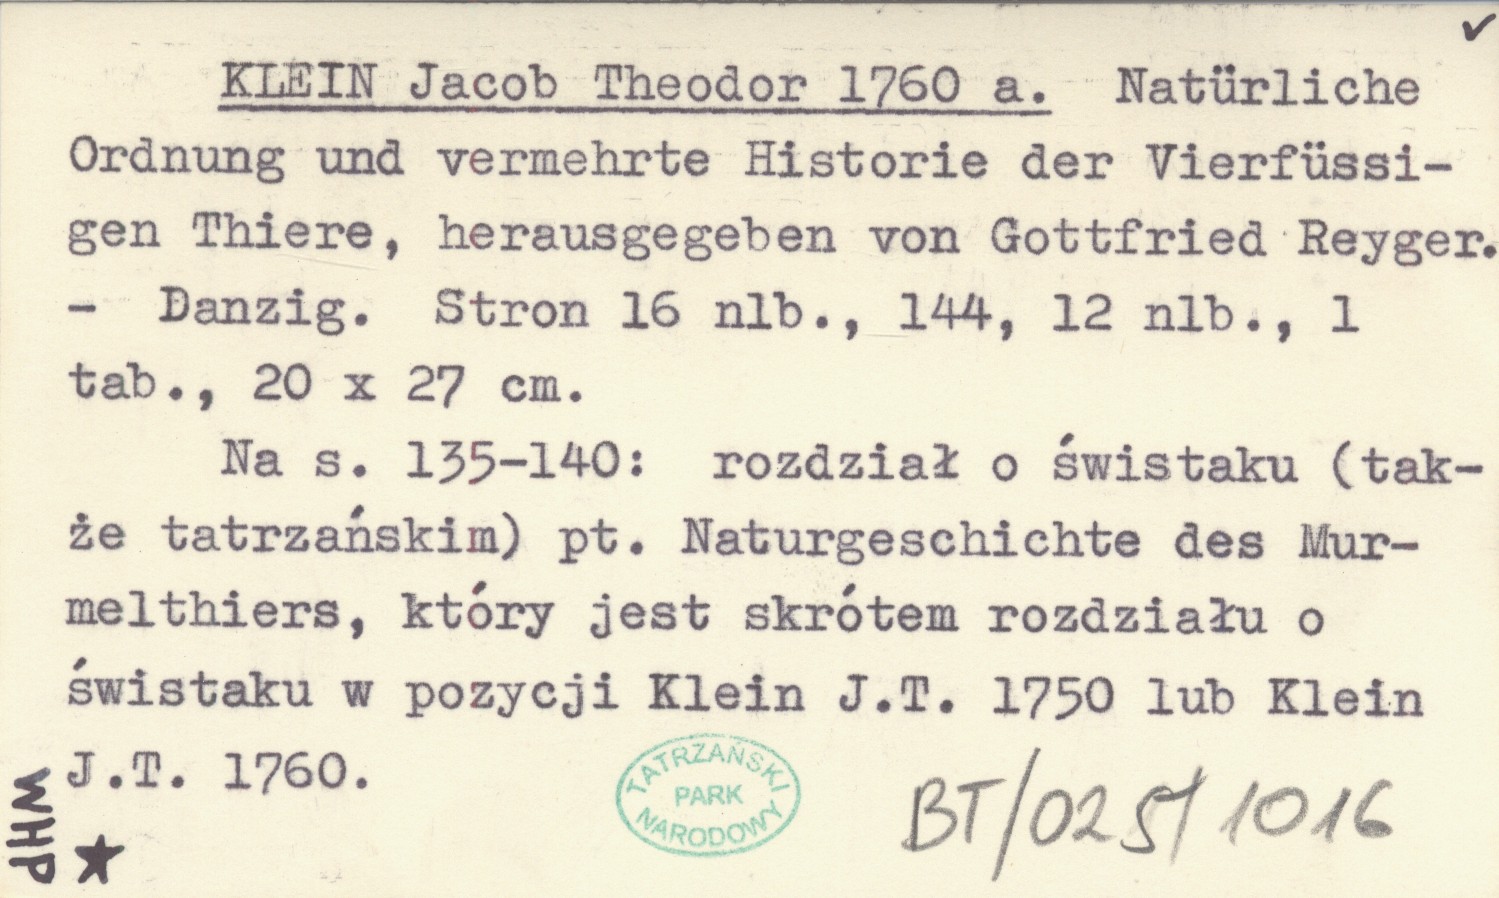 ✓
KLEIN Jacob Theodor 1760 a. Natürliche
Ordnung und vermehrte Historie der Vierfüssi-
gen Thiere, herausgegeben von Gottfried Reyger.
- Danzig. Stron 16 nlb., 144, 12 nlb., 1
tab., 20 x 27 cm.
Na s. 135-140: rozdział o świstaku (tak-
że tatrzańskim) pt. Naturgeschichte des Mur-
melthiers, który jest skrótem rozdziału o
świstaku w pozycji Klein J.T. 1750 lub Klein
J.T. 1760.
TATRZAŃSKI
PARK
NARODOWY
BT/025/1016
WHP ★